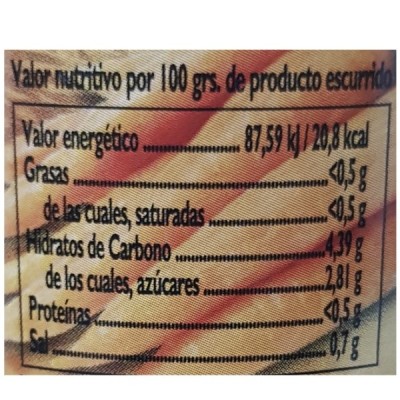 Valor nutritivo por 100 grs. de producto escurrido
Valor energético ............... 87,59 kj / 20,8 kcal
Grasas ............... <0,5 g
de las cuales, saturadas ............... <0,5 g
Hidratos de Carbono ............... 4,39 g
de los cuales, azúcares ............... 2,81 g
Proteínas ............... <0,5 g
Sal ............... 0,7 g